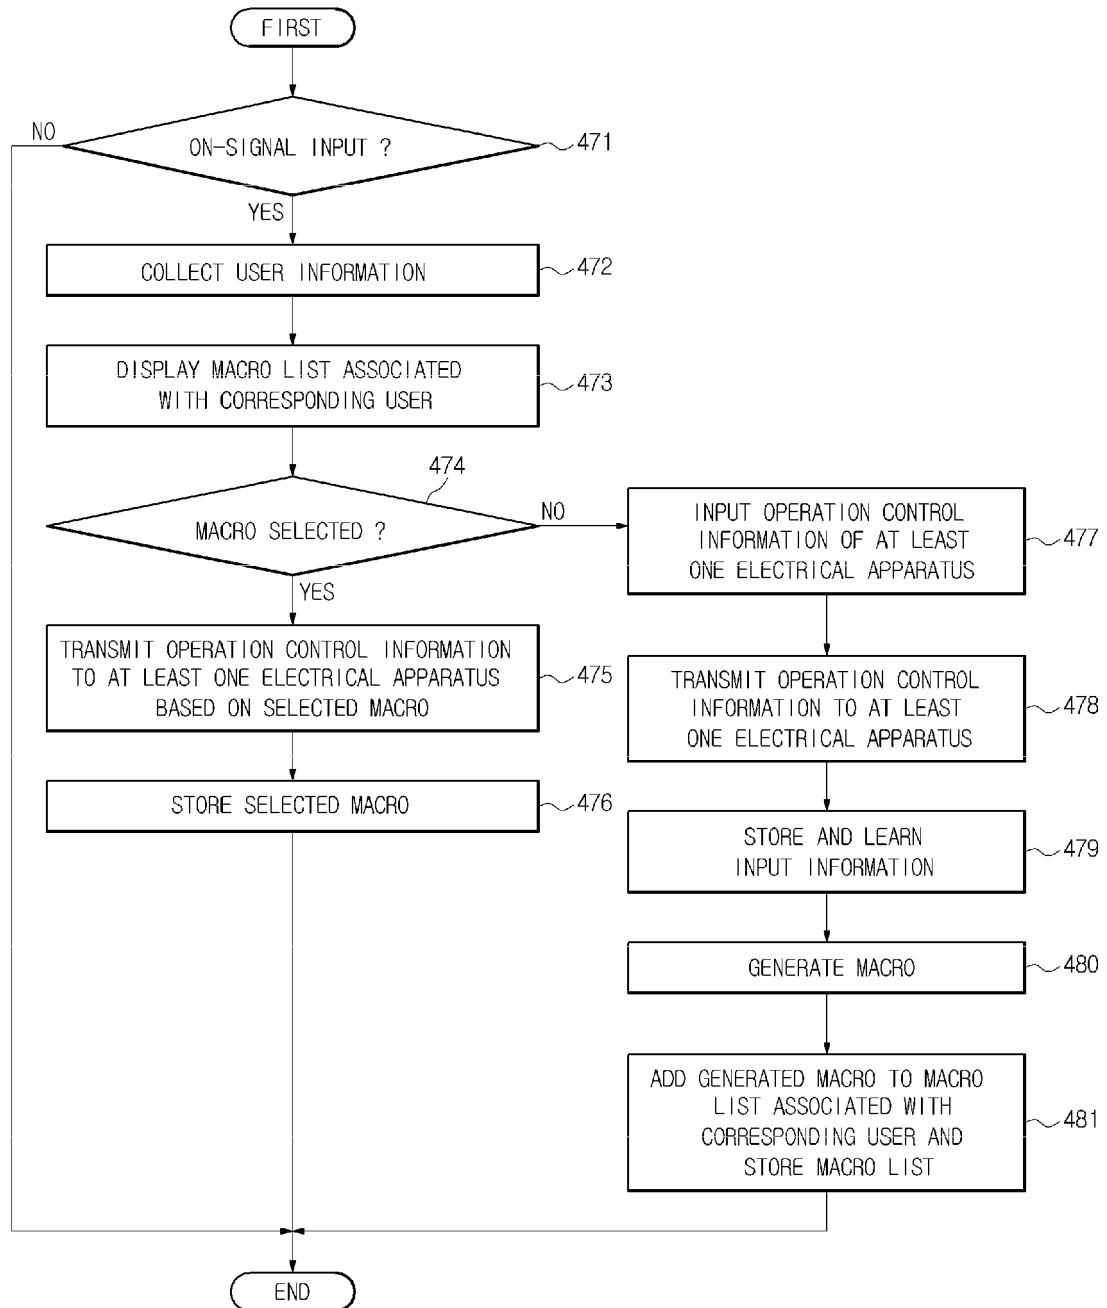 FIRST
NO
ON-SIGNAL INPUT ?
471
YES
COLLECT USER INFORMATION
472
DISPLAY MACRO LIST ASSOCIATED
WITH CORRESPONDING USER
473
474
MACRO SELECTED ?
NO
YES
TRANSMIT OPERATION CONTROL INFORMATION
TO AT LEAST ONE ELECTRICAL APPARATUS
BASED ON SELECTED MACRO
475
STORE SELECTED MACRO
476
INPUT OPERATION CONTROL
INFORMATION OF AT LEAST
ONE ELECTRICAL APPARATUS
477
TRANSMIT OPERATION CONTROL
INFORMATION TO AT LEAST
ONE ELECTRICAL APPARATUS
478
STORE AND LEARN
INPUT INFORMATION
479
GENERATE MACRO
480
ADD GENERATED MACRO TO MACRO
LIST ASSOCIATED WITH
CORRESPONDING USER AND
STORE MACRO LIST
481
END